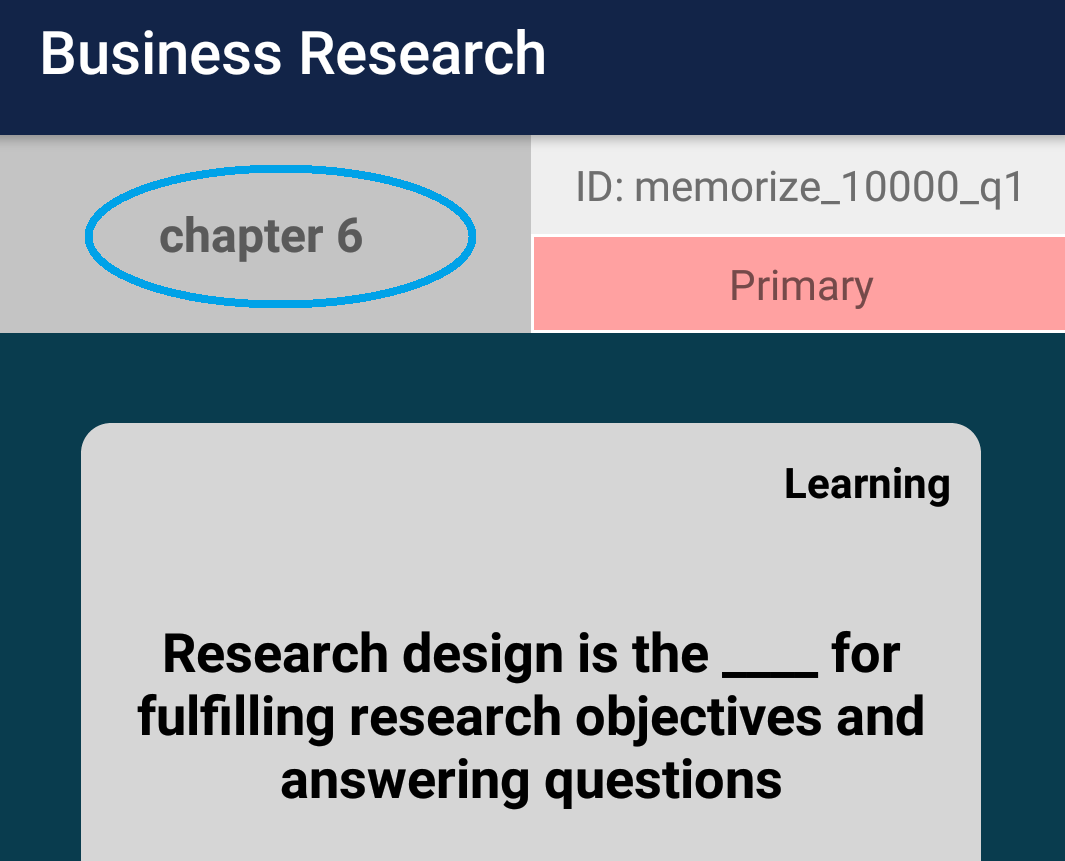 Business Research
chapter 6
ID: memorize_10000_q1
Primary
Learning
Research design is the ____ for
fulfilling research objectives and
answering questions